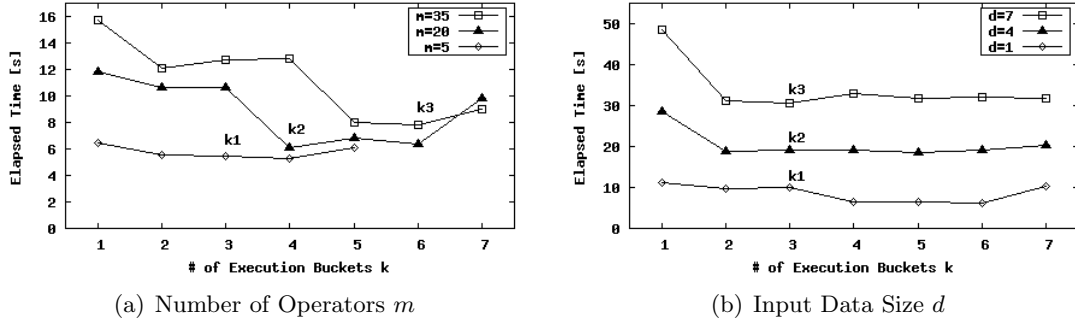 16
14
12
10
8
6
4
2
0
Elapsed Time [s]
m=35
m=20
m=5
k1
k2
k3
1 2 3 4 5 6 7
# of Execution Buckets k
(a) Number of Operators m
50
40
30
20
10
0
Elapsed Time [s]
d=7
d=4
d=1
k3
k2
k1
1 2 3 4 5 6 7
# of Execution Buckets k
(b) Input Data Size d